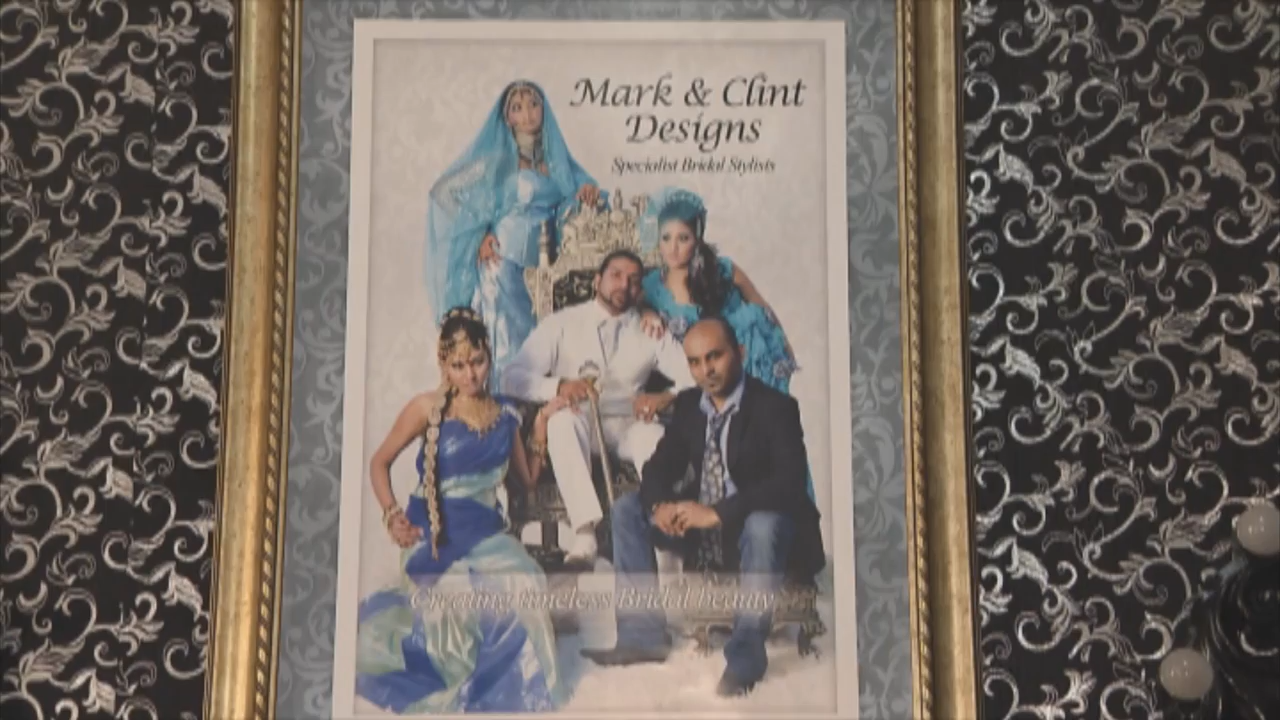 Mark & Clint
Designs
Specialist Bridal Stylists
Creating timeless Bridal beauty